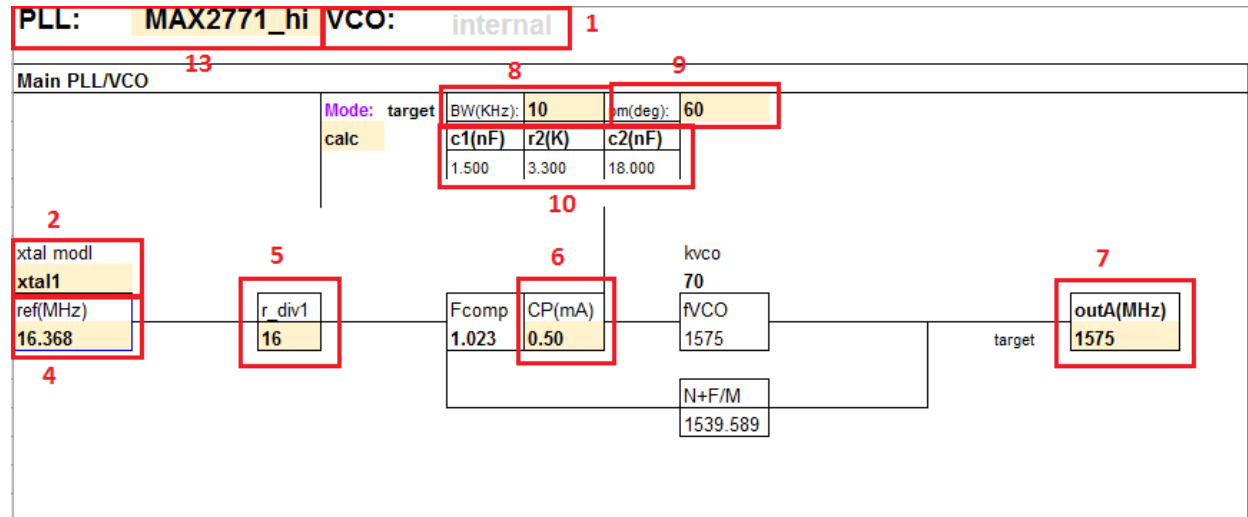 PLL: MAX2771_hi VCO: internal 1
13
Main PLL/VCO
8 9
Mode: target BW(KHz): 10 pm(deg): 60
calc c1(nF) r2(K) c2(nF)
1.500 3.300 18.000
10
2
xtal modl 5 6 kvco 7
xtal1 70
ref(MHz) r_div1 Fcomp CP(mA) fVCO outA(MHz)
16.368 16 1.023 0.50 1575 target 1575
4
N+F/M
1539.589